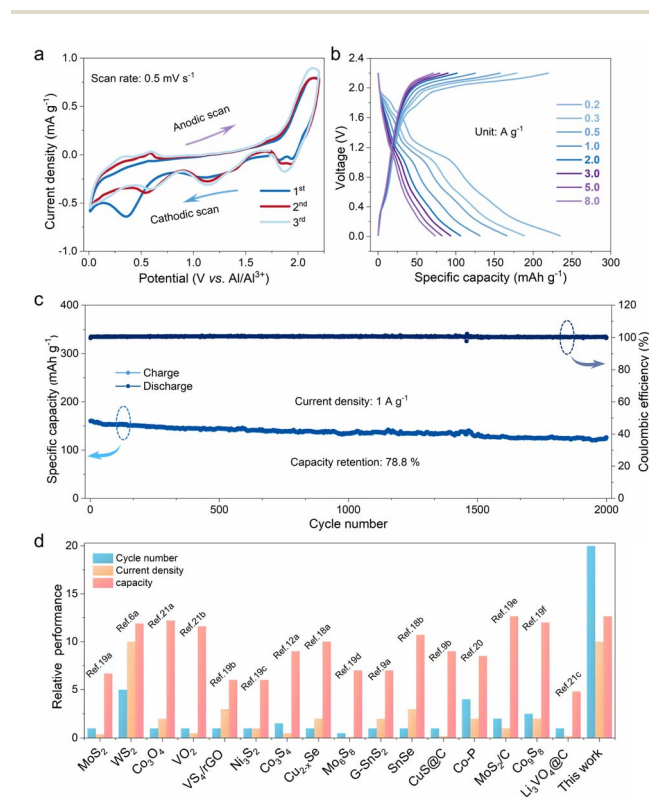 a
Scan rate: 0.5 mV s⁻¹
Anodic scan
Cathodic scan
1st
2nd
3rd
1.0
0.5
0.0
-0.5
-1.0
Current density (mA g⁻¹)
0.0 0.5 1.0 1.5 2.0
Potential (V vs. Al/Al³⁺)
b
2.4
2.0
1.6
1.2
0.8
0.4
0.0
Voltage (V)
Unit: A g⁻¹
0.2
0.3
0.5
1.0
2.0
3.0
5.0
8.0
0 50 100 150 200 250 300
Specific capacity (mAh g⁻¹)
c
400
300
200
100
0
Specific capacity (mAh g⁻¹)
Charge
Discharge
Current density: 1 A g⁻¹
Capacity retention: 78.8 %
120
100
80
60
40
20
0
Coulombic efficiency (%)
0 500 1000 1500 2000
Cycle number
d
20
15
10
5
0
Relative performance
Cycle number
Current density
capacity
Ref.19a
Ref.6a
Ref.21a
Ref.21b
Ref.19b
Ref.19c
Ref.12a
Ref.18a
Ref.19d
Ref.9a
Ref.18b
Ref.9b
Ref.20
Ref.19e
Ref.19f
Ref.21c
MoS₂
WS₂
Co₃O₄
VO₂
VS₄/rGO
Ni₃S₂
Co₃S₄
Cu₂₋ₓSe
Mo₆S₈
G-SnS₂
SnSe
CuS@C
Co-P
MoS₂/C
Co₉S₈
Li₃VO₄@C
This work